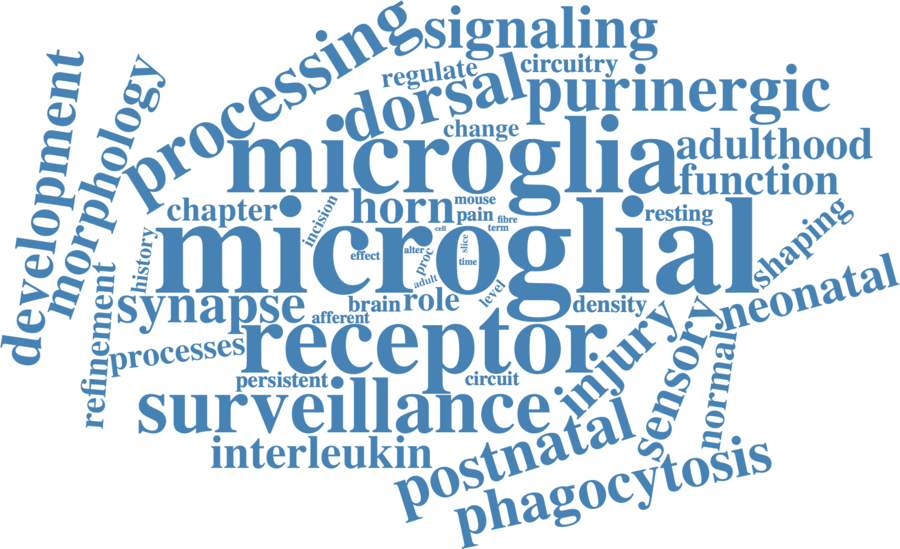 signaling
processing
regulate
circuitry
dorsal
purinergic
development
morphology
change
microglia
adulthood
function
chapter
incision
horn
mouse
pain
fibre
term
resting
shaping
history
microglial
cell
slice
effect
alter
proc
time
adult
level
refinement
synapse
brain
role
density
neonatal
afferent
processes
receptor
injury
sensory
normal
persistent
circuit
surveillance
interleukin
postnatal
phagocytosis